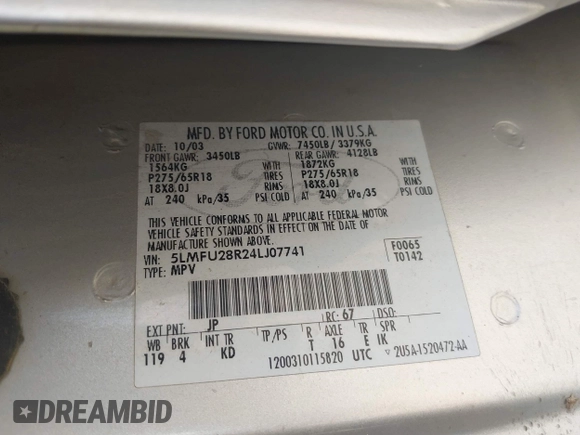 MFD. BY FORD MOTOR CO. IN U.S.A.
DATE: 10/03 GVWR: 7450LB/ 3379KG
FRONT GAWR: 3450LB REAR GAWR: 4128LB
1564KG WITH 1872KG WITH
P275/65R18 TIRES P275/65R18 TIRES
18X8.0J RIMS 18X8.0J RIMS
AT 240 kPa/35 PSI COLD AT 240 kPa/35 PSI COLD
THIS VEHICLE CONFORMS TO ALL APPLICABLE FEDERAL MOTOR
VEHICLE SAFETY STANDARDS IN EFFECT ON THE DATE OF
MANUFACTURE SHOWN ABOVE.
VIN: 5LMFU28R24LJ07741 F0065
TYPE: MPV T0142
EXT PNT: JP RC: 67 DSO:
WB BRK INT TR TP/PS R AXLE TR SPR
119 4 KD T 16 E IK
1200310115820 UTC 2U5A-1520472-AA
Ford
DREAMBID